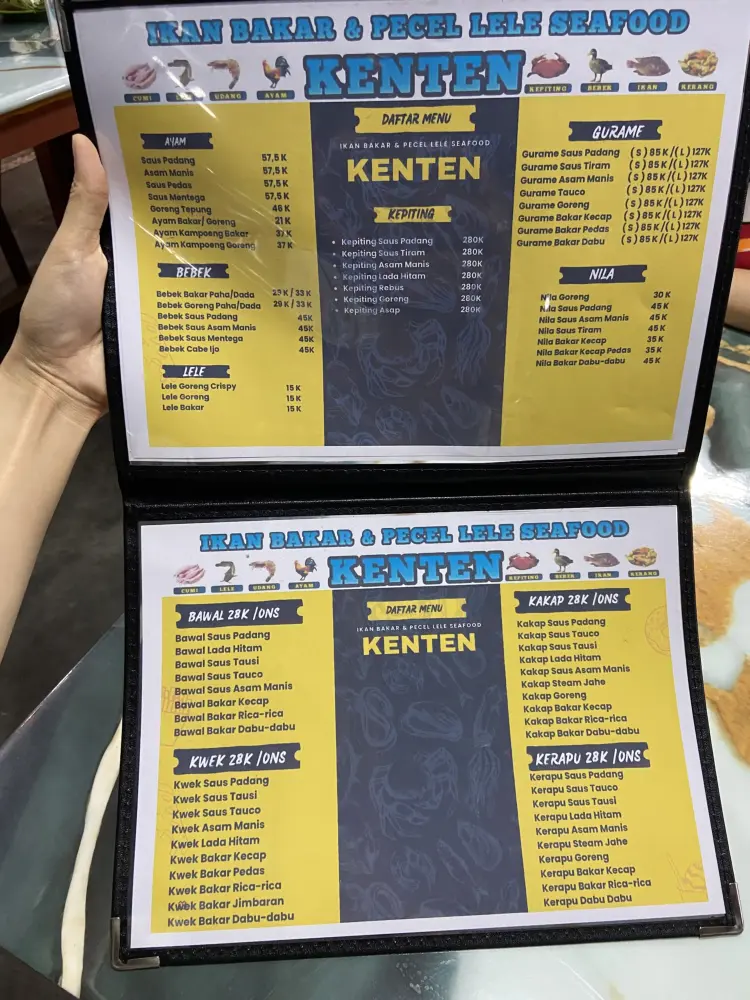 IKAN BAKAR & PECEL LELE SEAFOOD
KENTEN
CUMI
LELE
UDANG
AYAM
KEPITING
BEBEK
IKAN
KERANG
AYAM
Saus Padang 57,5 K
Asam Manis 57,5 K
Saus Pedas 57,5 K
Saus Mentega 57,5 K
Goreng Tepung 46 K
Ayam Bakar/ Goreng 21 K
Ayam Kampoeng Bakar 37 K
Ayam Kampoeng Goreng 37 K
BEBEK
Bebek Bakar Paha/Dada 29 K / 33 K
Bebek Goreng Paha/Dada 29 K / 33 K
Bebek Saus Padang 45K
Bebek Saus Asam Manis 45K
Bebek Saus Mentega 45K
Bebek Cabe Ijo 45K
LELE
Lele Goreng Crispy 15 K
Lele Goreng 15 K
Lele Bakar 15 K
DAFTAR MENU
IKAN BAKAR & PECEL LELE SEAFOOD
KENTEN
KEPITING
Kepiting Saus Padang 280K
Kepiting Saus Tiram 280K
Kepiting Asam Manis 280K
Kepiting Lada Hitam 280K
Kepiting Rebus 280K
Kepiting Goreng 280K
Kepiting Asap 280K
GURAME
Gurame Saus Padang (S) 85 K/(L) 127K
Gurame Saus Tiram (S) 85 K/(L) 127K
Gurame Asam Manis (S) 85 K/(L) 127K
Gurame Tauco (S) 85 K/(L) 127K
Gurame Goreng (S) 85 K/(L) 127K
Gurame Bakar Kecap (S) 85 K/(L) 127K
Gurame Bakar Pedas (S) 85 K/(L) 127K
Gurame Bakar Dabu (S) 85 K/(L) 127K
NILA
Nila Goreng 30 K
Nila Saus Padang 45 K
Nila Saus Asam Manis 45 K
Nila Saus Tiram 45 K
Nila Bakar Kecap 35 K
Nila Bakar Kecap Pedas 35 K
Nila Bakar Dabu-dabu 45 K
IKAN BAKAR & PECEL LELE SEAFOOD
KENTEN
CUMI
LELE
UDANG
AYAM
KEPITING
BEBEK
IKAN
KERANG
BAWAL 28K /ONS
Bawal Saus Padang
Bawal Lada Hitam
Bawal Saus Tausi
Bawal Saus Tauco
Bawal Saus Asam Manis
Bawal Bakar Kecap
Bawal Bakar Rica-rica
Bawal Bakar Dabu-dabu
KWEK 28K /ONS
Kwek Saus Padang
Kwek Saus Tausi
Kwek Saus Tauco
Kwek Asam Manis
Kwek Lada Hitam
Kwek Bakar Kecap
Kwek Bakar Pedas
Kwek Bakar Rica-rica
Kwek Bakar Jimbaran
Kwek Bakar Dabu-dabu
DAFTAR MENU
IKAN BAKAR & PECEL LELE SEAFOOD
KENTEN
KAKAP 28K /ONS
Kakap Saus Padang
Kakap Saus Tauco
Kakap Saus Tausi
Kakap Lada Hitam
Kakap Saus Asam Manis
Kakap Steam Jahe
Kakap Goreng
Kakap Bakar Kecap
Kakap Bakar Rica-rica
Kakap Bakar Dabu-dabu
KERAPU 28K /ONS
Kerapu Saus Padang
Kerapu Saus Tauco
Kerapu Saus Tausi
Kerapu Lada Hitam
Kerapu Asam Manis
Kerapu Steam Jahe
Kerapu Goreng
Kerapu Bakar Kecap
Kerapu Bakar Rica-rica
Kerapu Dabu Dabu